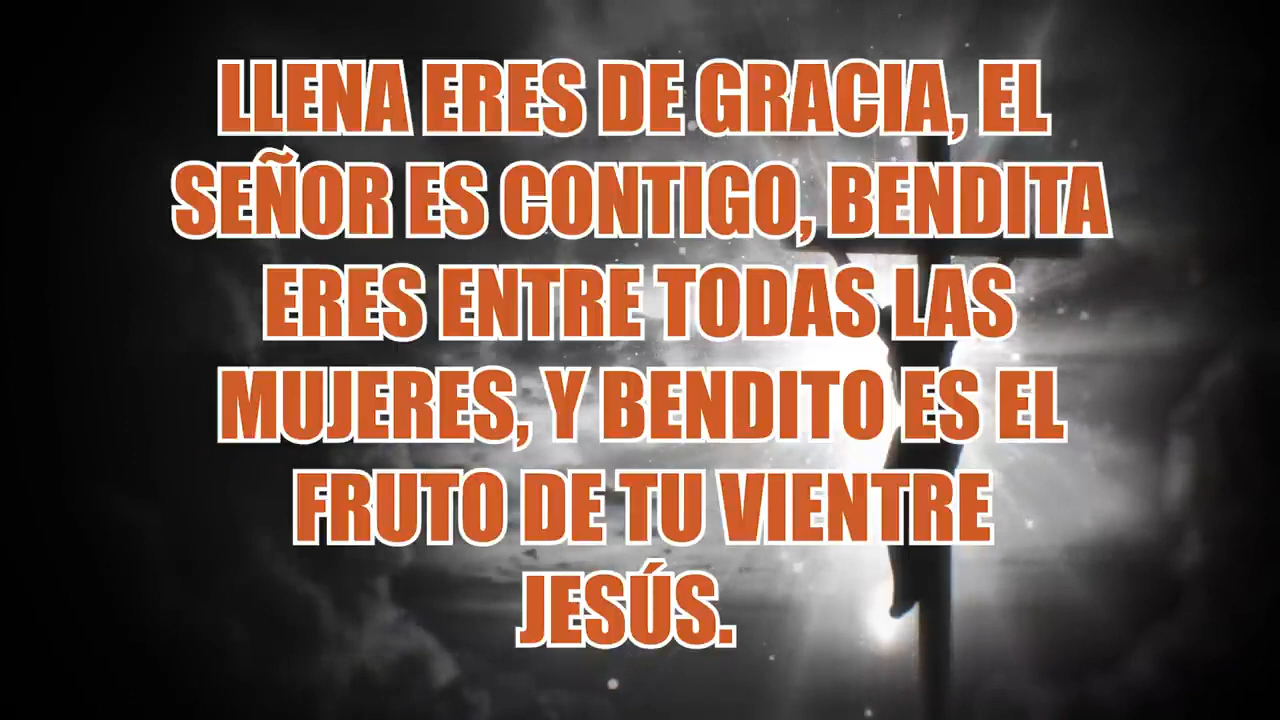 LLENA ERES DE GRACIA, EL
SEÑOR ES CONTIGO, BENDITA
ERES ENTRE TODAS LAS
MUJERES, Y BENDITO ES EL
FRUTO DE TU VIENTRE
JESÚS.